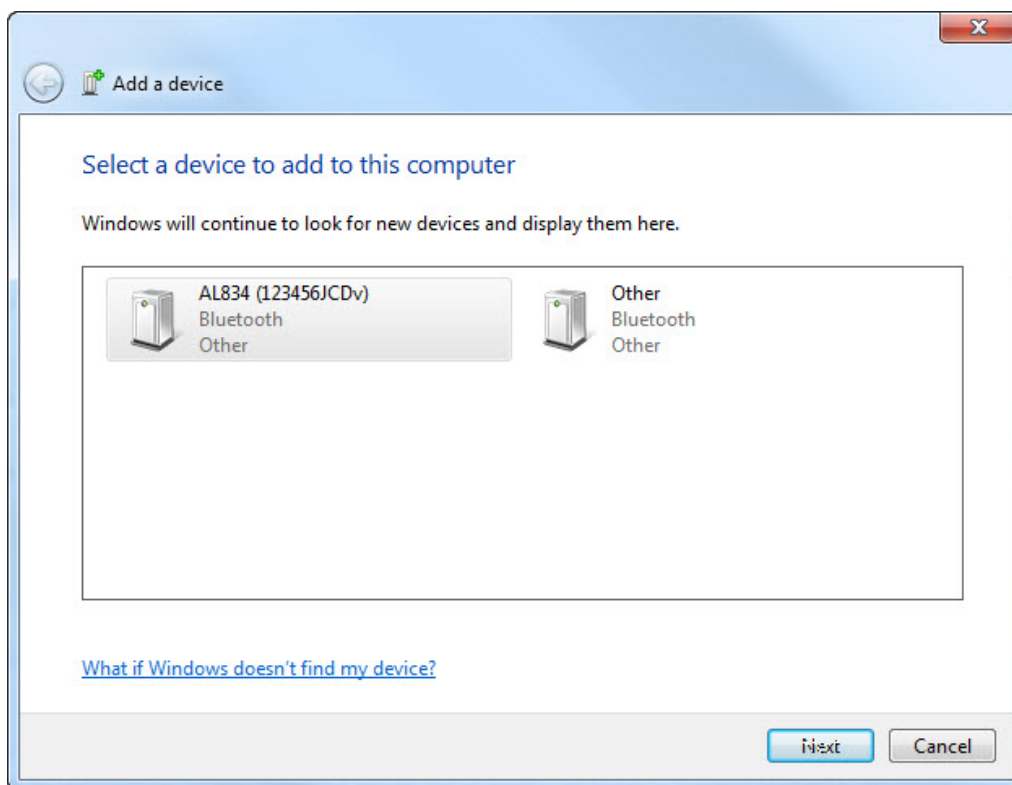 Add a device
Select a device to add to this computer
Windows will continue to look for new devices and display them here.
AL834 (123456JCDv)
Bluetooth
Other
Other
Bluetooth
Other
What if Windows doesn't find my device?
Next
Cancel